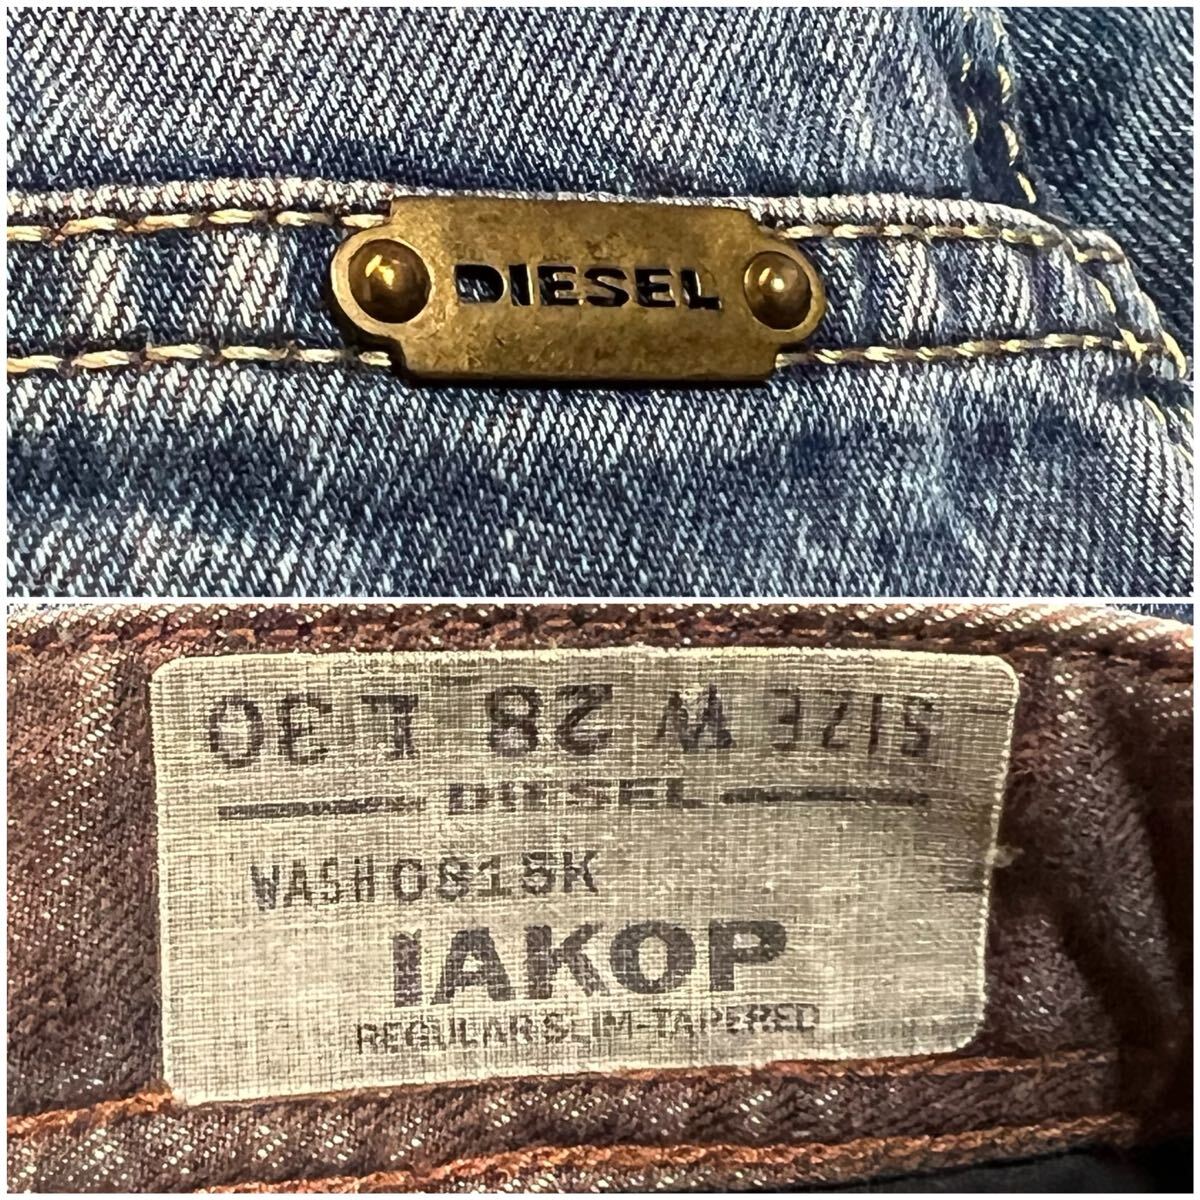 DIESEL
SIZE W 28 L 30
DIESEL
WASH 0815K
IAKOP
REGULAR SLIM-TAPERED